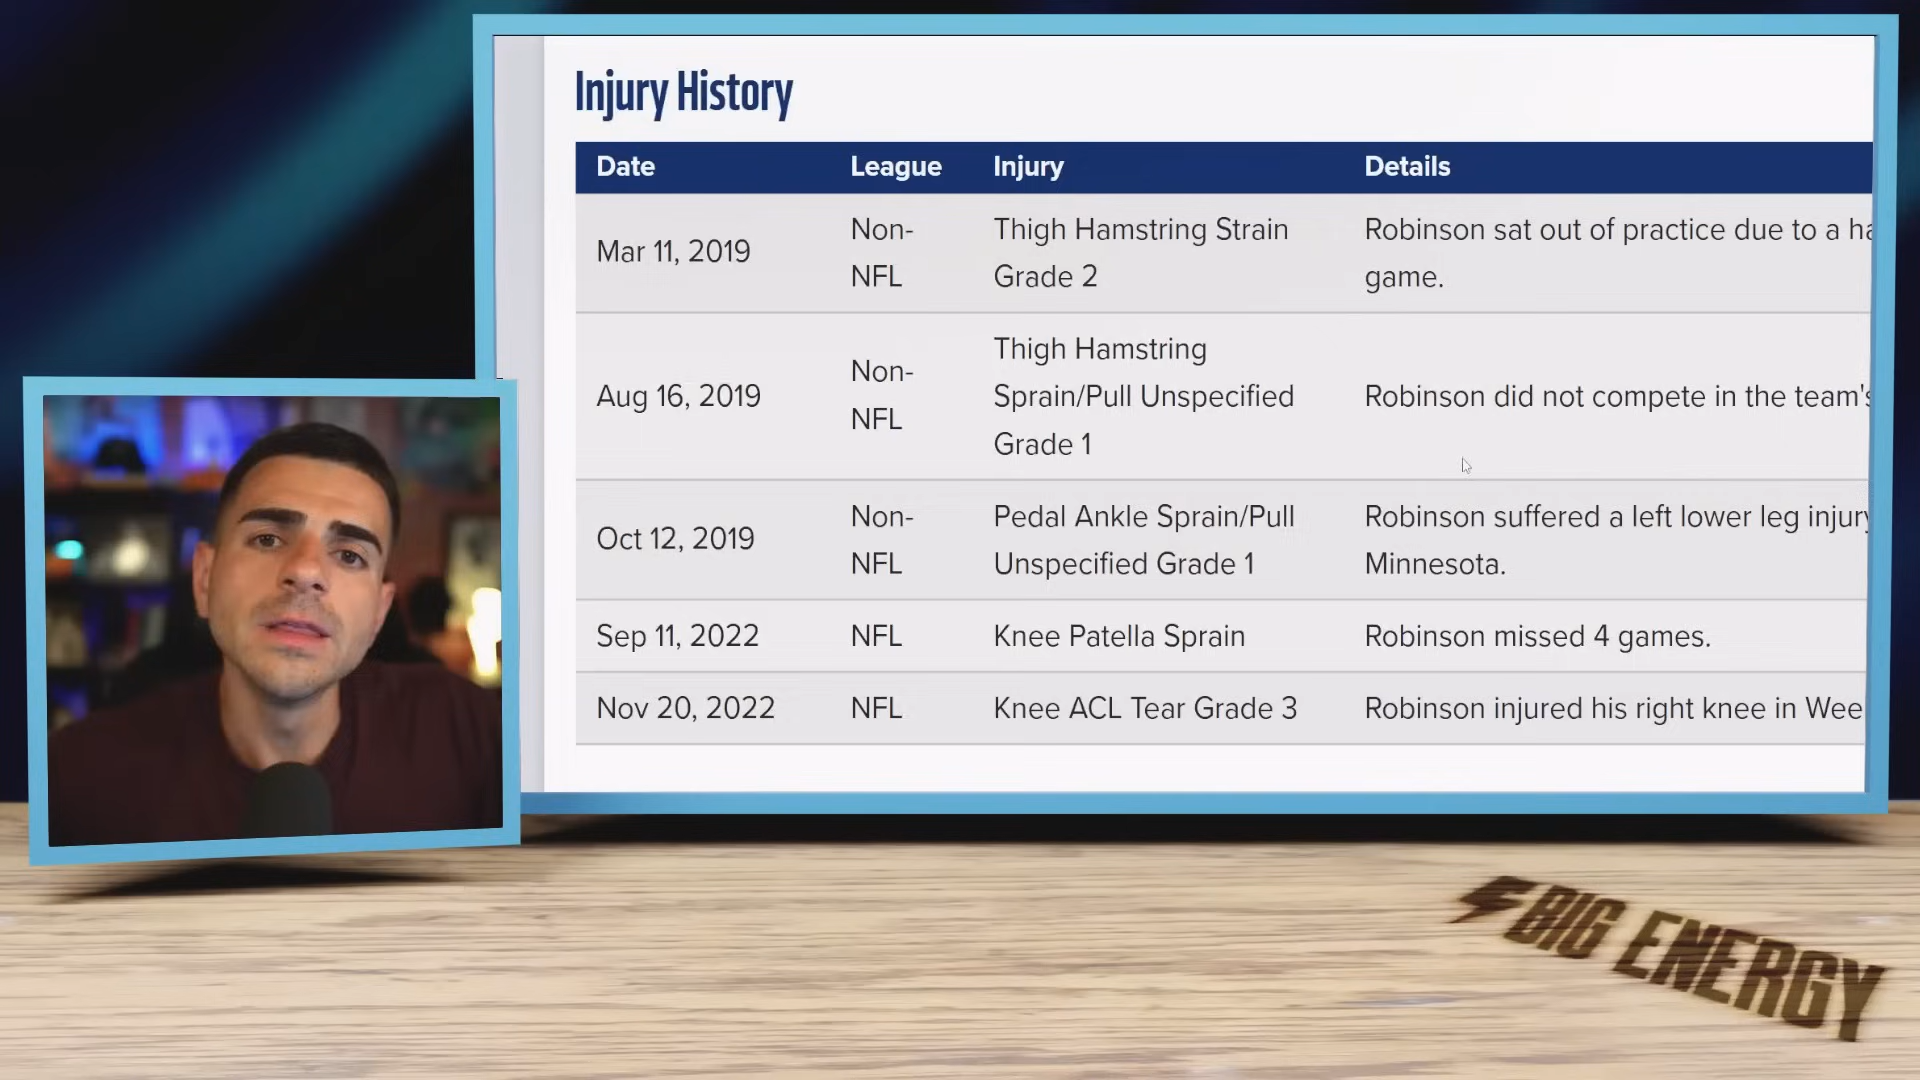 Injury History
Date League Injury Details
Mar 11, 2019
Non-
NFL
Thigh Hamstring Strain
Grade 2
Robinson sat out of practice due to a
game.
Aug 16, 2019
Non-
NFL
Thigh Hamstring
Sprain/Pull Unspecified
Grade 1
Robinson did not compete in the team's
Oct 12, 2019
Non-
NFL
Pedal Ankle Sprain/Pull
Unspecified Grade 1
Robinson suffered a left lower leg injury
Minnesota.
Sep 11, 2022 NFL Knee Patella Sprain Robinson missed 4 games.
Nov 20, 2022 NFL Knee ACL Tear Grade 3 Robinson injured his right knee in
BIG ENERGY